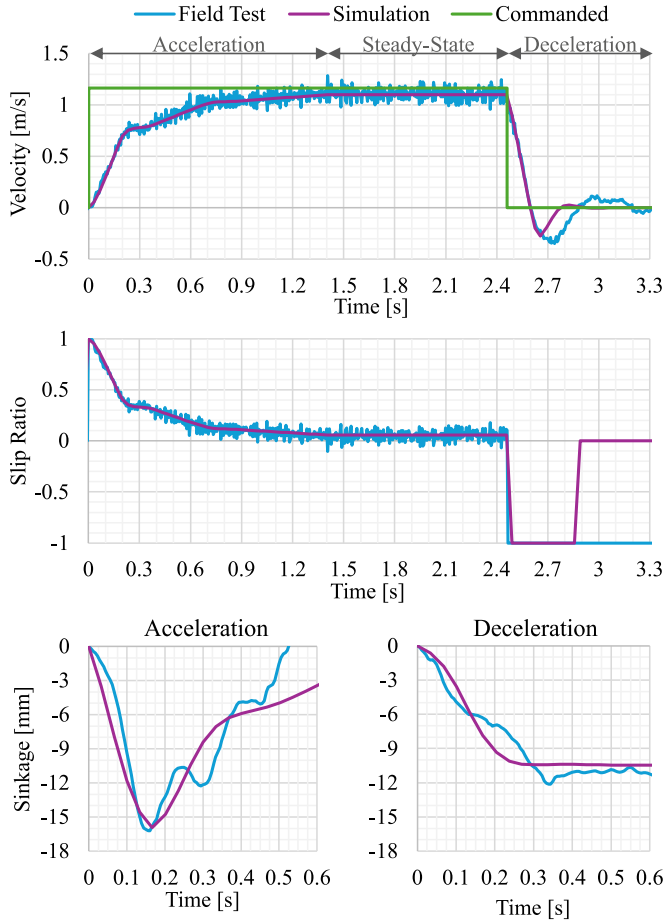 Field Test Simulation Commanded
Acceleration Steady-State Deceleration
Velocity [m/s]
1.5
1
0.5
0
-0.5
0 0.3 0.6 0.9 1.2 1.5 1.8 2.1 2.4 2.7 3 3.3
Time [s]
Slip Ratio
1
0.5
0
-0.5
-1
0 0.3 0.6 0.9 1.2 1.5 1.8 2.1 2.4 2.7 3 3.3
Time [s]
Acceleration
Sinkage [mm]
0
-3
-6
-9
-12
-15
-18
0 0.1 0.2 0.3 0.4 0.5 0.6
Time [s]
Deceleration
0
-3
-6
-9
-12
-15
-18
0 0.1 0.2 0.3 0.4 0.5 0.6
Time [s]